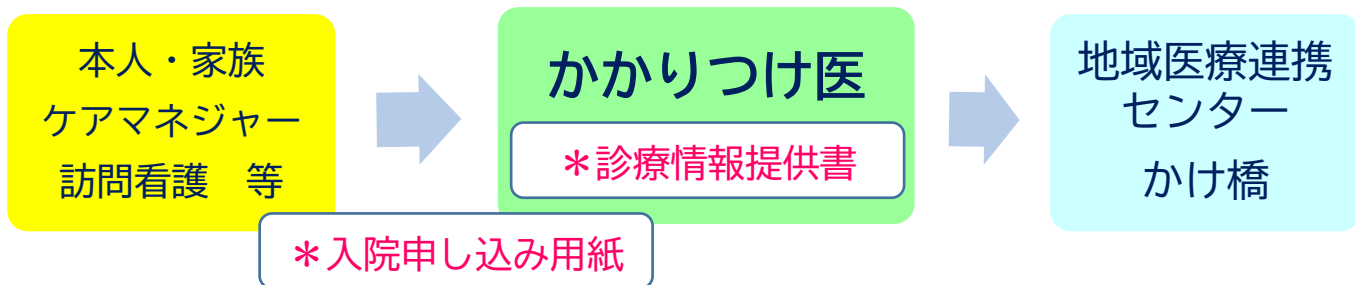 本人・家族
ケアマネジャー
訪問看護　等
＊入院申し込み用紙
かかりつけ医
＊診療情報提供書
地域医療連携
センター
かけ橋